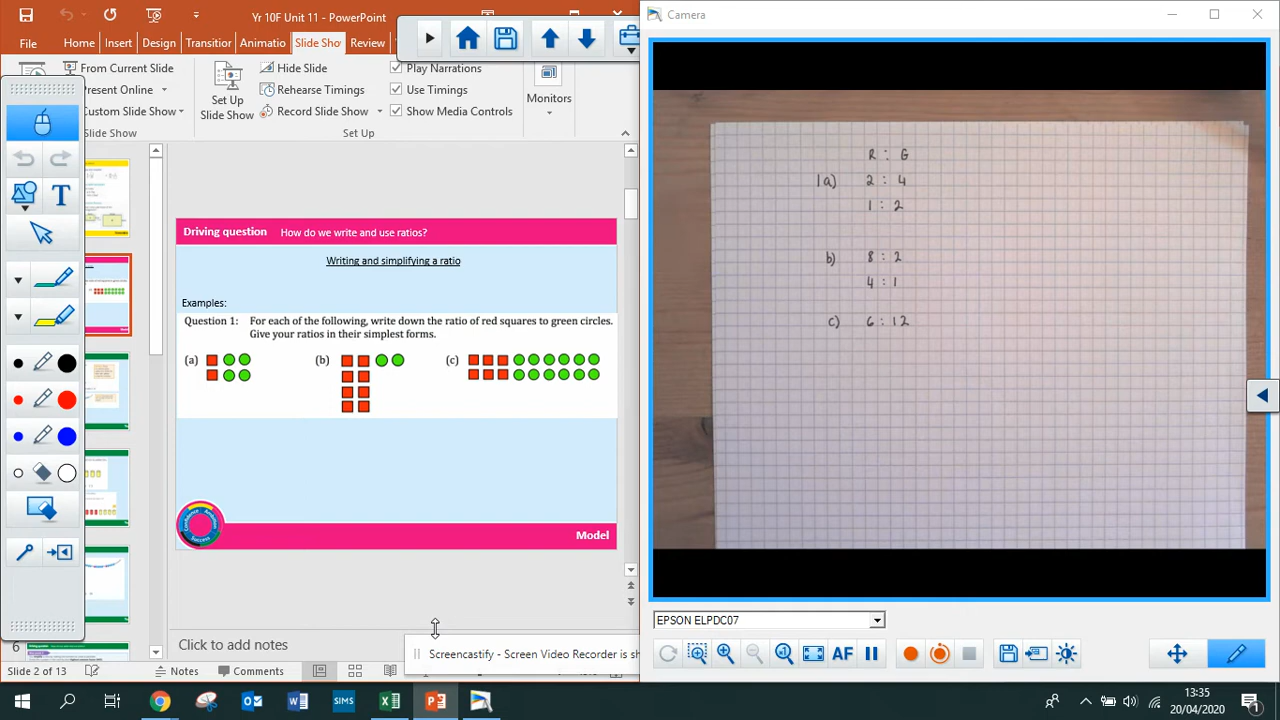 Yr 10F Unit 11 - PowerPoint
File Home Insert Design Transition Animatio Slide Sho Review
From Current Slide
Present Online
Custom Slide Show
Slide Show
Set Up
Slide Show
Hide Slide
Rehearse Timings
Record Slide Show
Set Up
Play Narrations
Use Timings
Show Media Controls
Monitors
T
Driving question How do we write and use ratios?
Writing and simplifying a ratio
Examples:
Question 1: For each of the following, write down the ratio of red squares to green circles.
Give your ratios in their simplest forms.
(a) (b) (c)
Model
6
Click to add notes
Screencastify - Screen Video Recorder is sh
Slide 2 of 13 Notes Comments
Camera
R : G
1a) 2 : 4
1 : 2
b) 8 : 2
4 : 1
c) 6 : 12
EPSON ELPDC07
AF
SIMS
13:35
20/04/2020